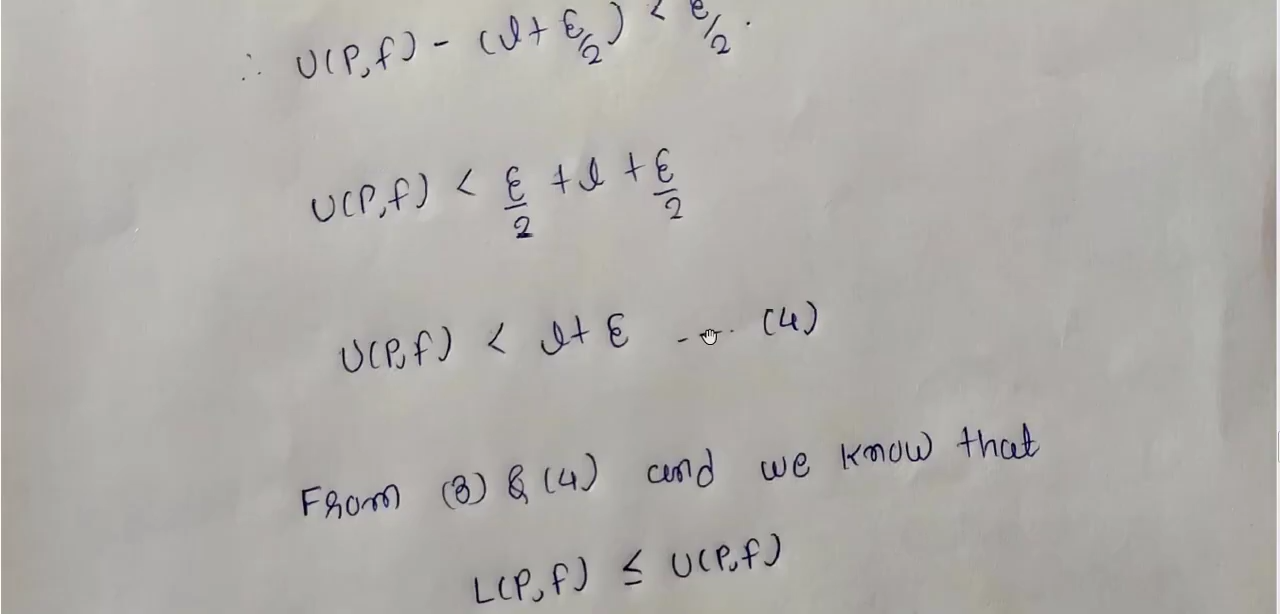 ∴ U(P,f) - (l + ε/2) < ε/2.
U(P,f) < ε/2 + l + ε/2
U(P,f) < l + ε --- (4)
From (3) & (4) and we know that
L(P,f) ≤ U(P,f)